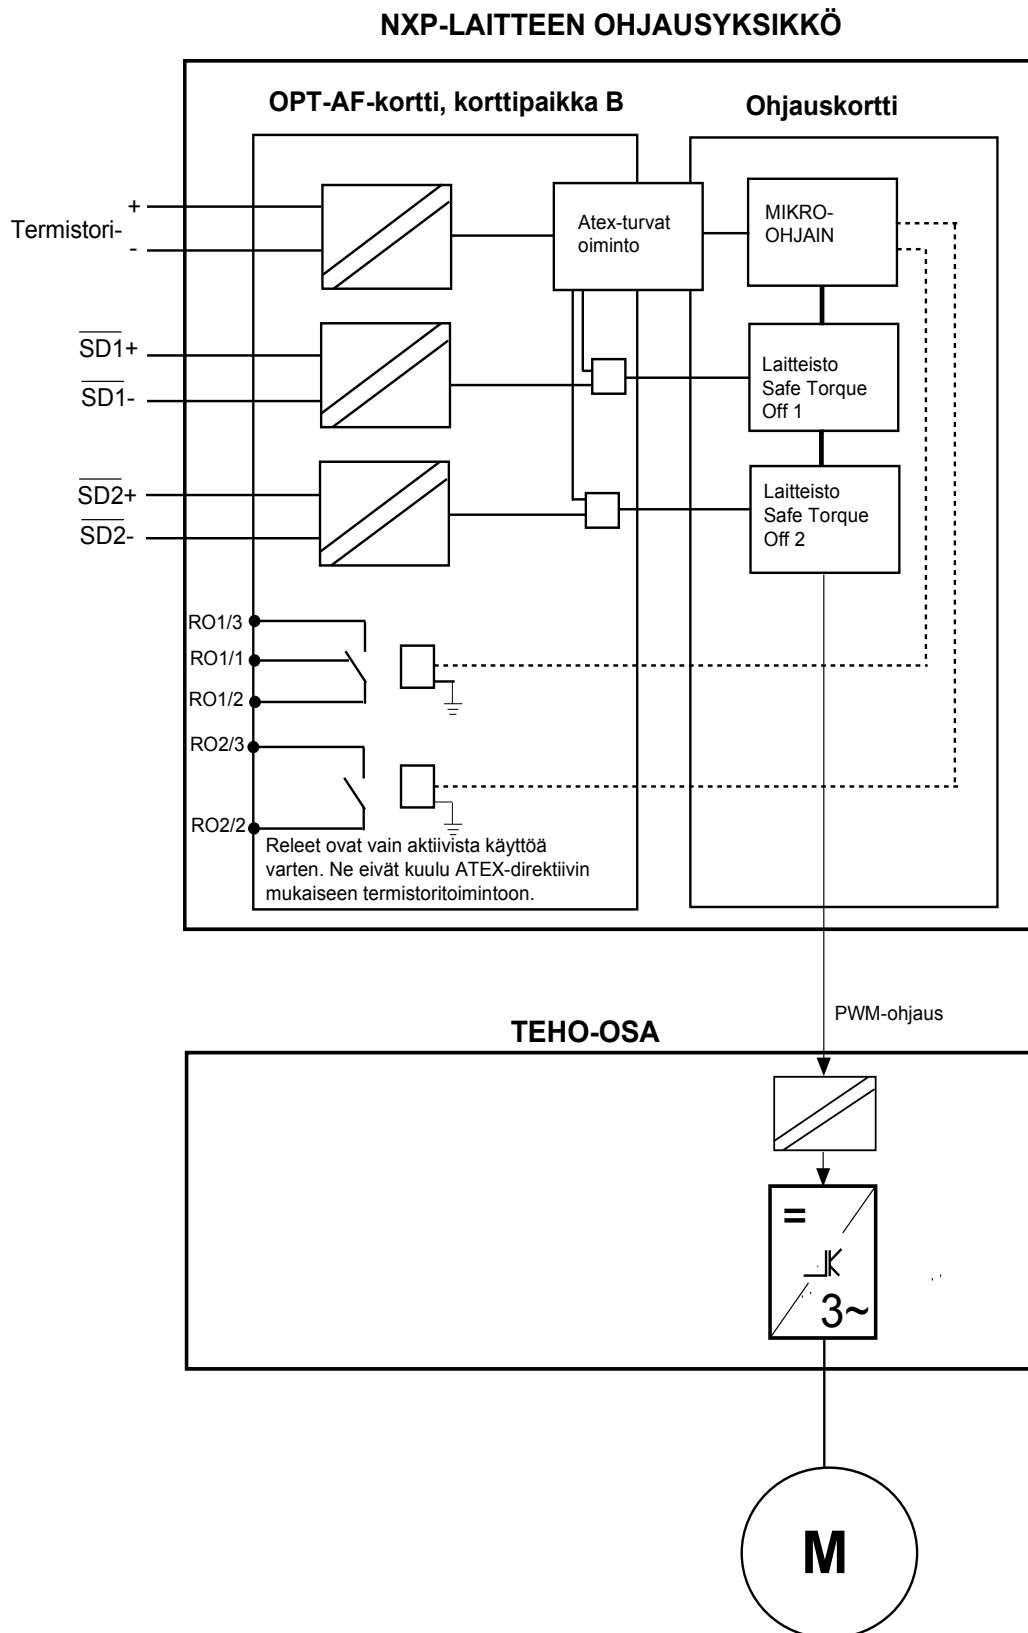 NXP-LAITTEEN OHJAUSYKSIKKÖ
OPT-AF-kortti, korttipaikka B
Ohjauskortti
+
Termistori-
-
Atex-turvat
oiminto
MIKRO-
OHJAIN
SD1+
SD1-
Laitteisto
Safe Torque
Off 1
SD2+
SD2-
Laitteisto
Safe Torque
Off 2
RO1/3
RO1/1
RO1/2
RO2/3
RO2/2
Releet ovat vain aktiivista käyttöä
varten. Ne eivät kuulu ATEX-direktiivin
mukaiseen termistoritoimintoon.
PWM-ohjaus
TEHO-OSA
=
3~
M